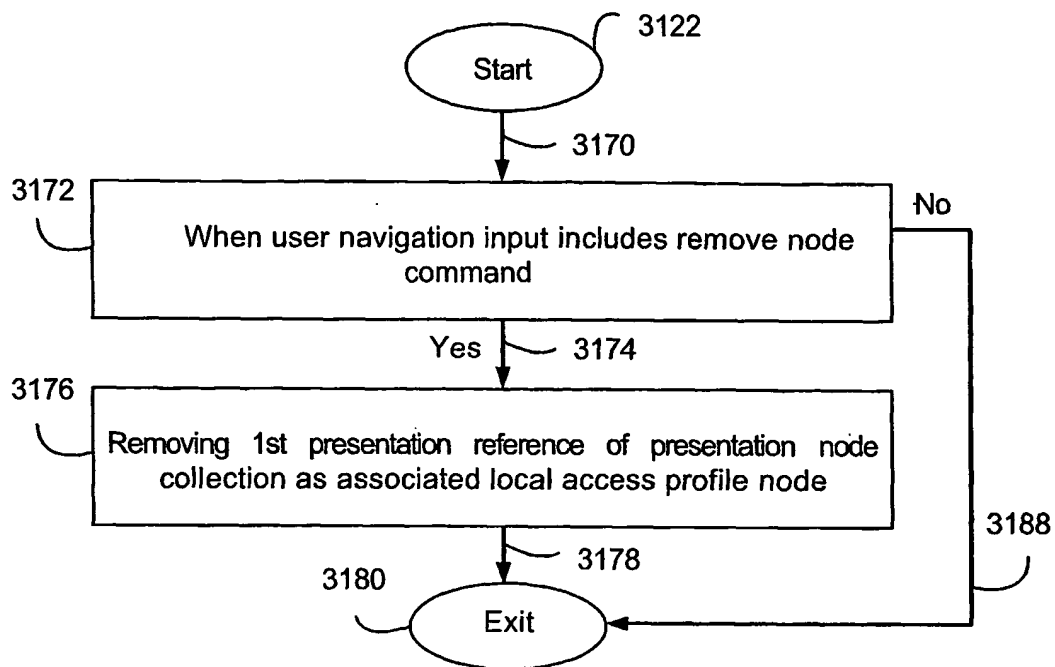 3122
Start
3170
3172
No
When user navigation input includes remove node
command
Yes
3174
3176
Removing 1st presentation reference of presentation node
collection as associated local access profile node
3188
3178
3180
Exit